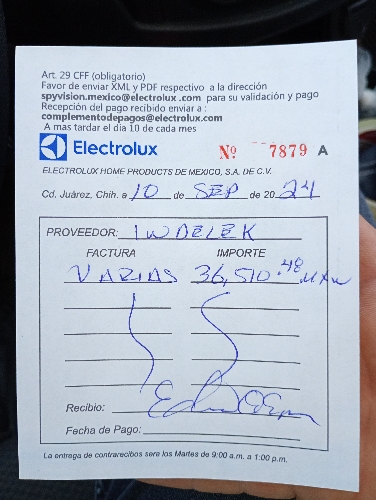 Art. 29 CFF (obligatorio)
Favor de enviar XML y PDF respectivo a la dirección
spyvision.mexico@electrolux .com para su validación y pago
Recepción del pago recibido enviar a :
complementodepagos@electrolux.com
A mas tardar el dia 10 de cada mes
Electrolux Nº 7879 A
ELECTROLUX HOME PRODUCTS DE MEXICO, S.A. DE C.V.
Cd. Juárez, Chih. a 10 de SEP de 2024
PROVEEDOR: INDELEK
FACTURA IMPORTE
VARIAS 36,510.48 MXN
Recibio:
Fecha de Pago:
La entrega de contrarecibos sera los Martes de 9:00 a.m. a 1:00 p.m.